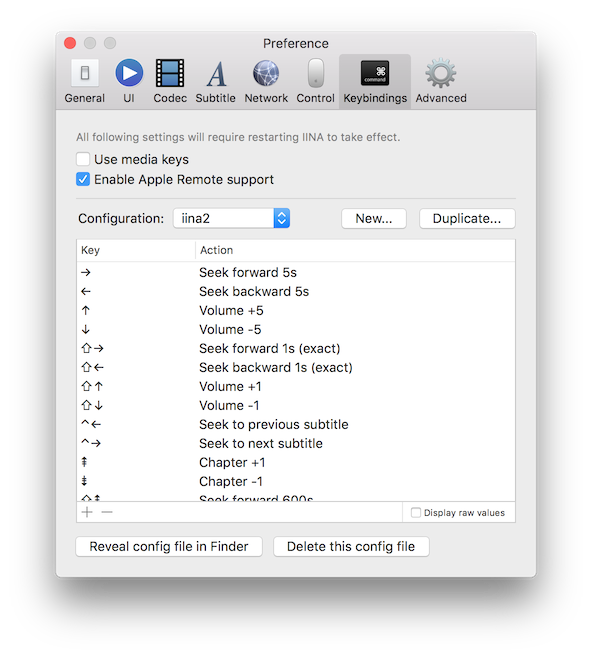 Preference
General UI Codec Subtitle Network Control Keybindings Advanced
All following settings will require restarting IINA to take effect.
Use media keys
Enable Apple Remote support
Configuration: iina2 New... Duplicate...
Key Action
→ Seek forward 5s
← Seek backward 5s
↑ Volume +5
↓ Volume -5
⇧→ Seek forward 1s (exact)
⇧← Seek backward 1s (exact)
⇧↑ Volume +1
⇧↓ Volume -1
^← Seek to previous subtitle
^→ Seek to next subtitle
⇞ Chapter +1
⇟ Chapter -1
⇧⇞ Seek forward 600s
+ − Display raw values
Reveal config file in Finder Delete this config file